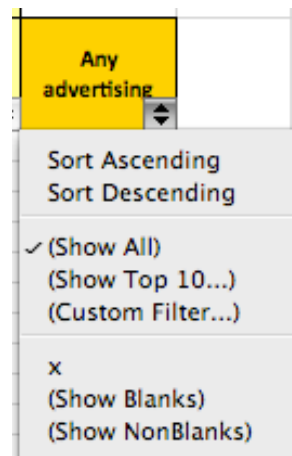 Any
advertising
Sort Ascending
Sort Descending
(Show All)
(Show Top 10...)
(Custom Filter...)
x
(Show Blanks)
(Show NonBlanks)